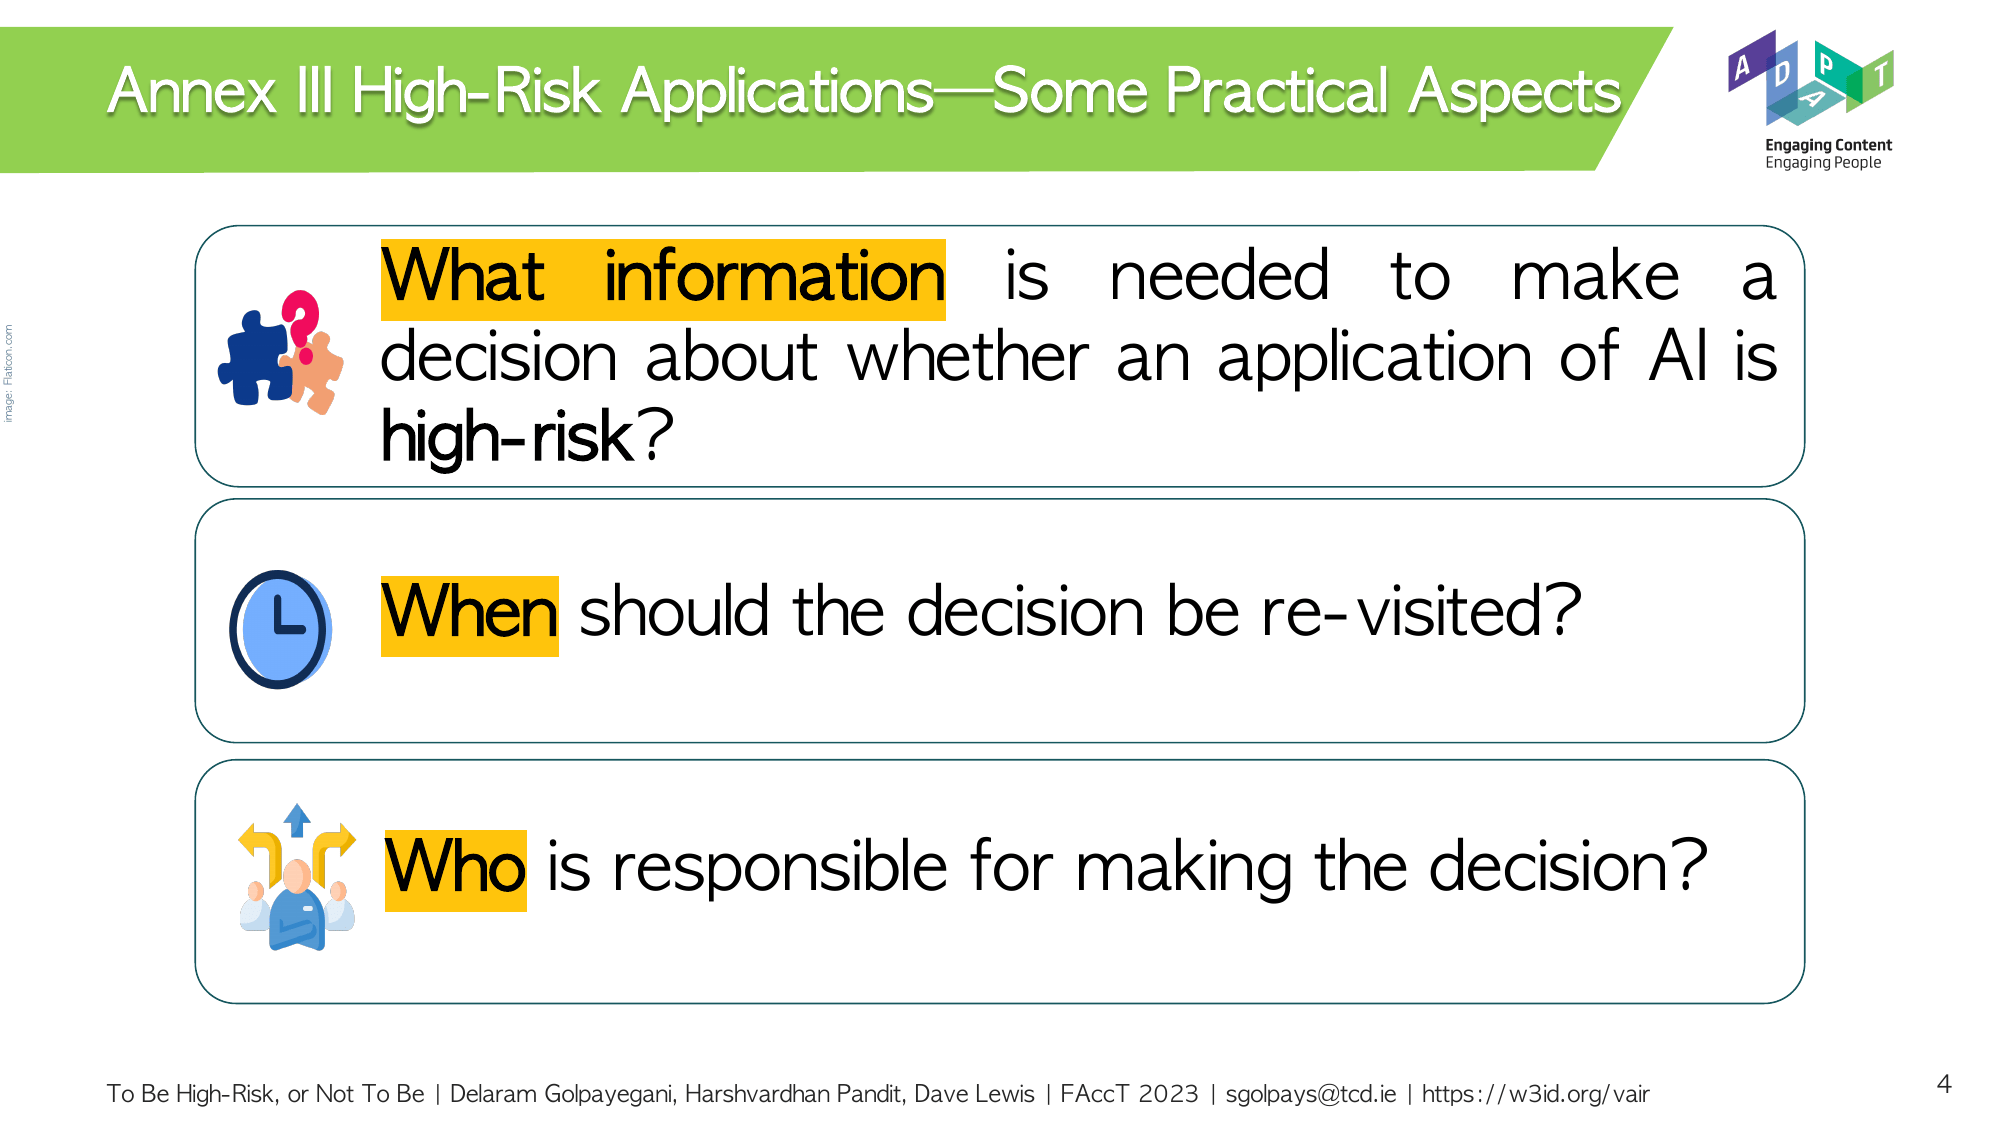 Annex III High-Risk Applications—Some Practical Aspects
A D A P T
Engaging Content
Engaging People
image: Flaticon.com
What information is needed to make a
decision about whether an application of AI is
high-risk?
When should the decision be re-visited?
Who is responsible for making the decision?
To Be High-Risk, or Not To Be | Delaram Golpayegani, Harshvardhan Pandit, Dave Lewis | FAccT 2023 | sgolpays@tcd.ie | https://w3id.org/vair
4